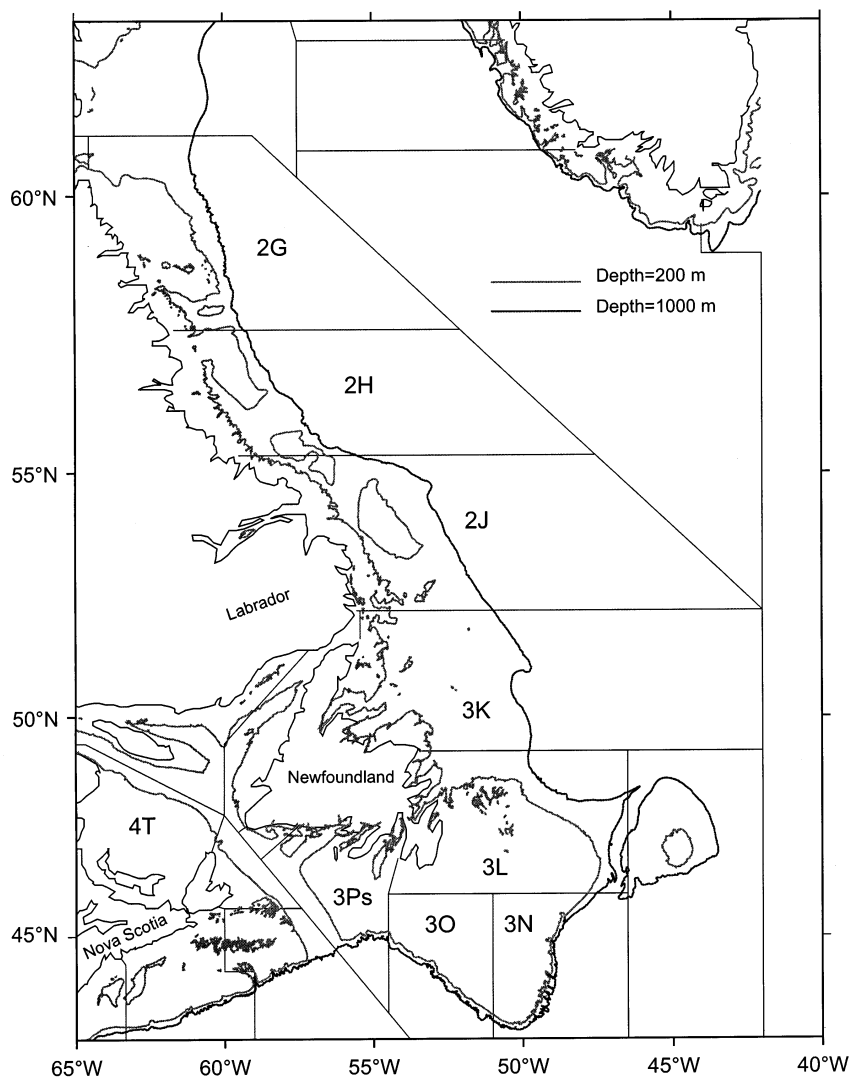 60°N
2G
Depth=200 m
Depth=1000 m
2H
55°N
2J
Labrador
50°N
3K
Newfoundland
4T
3L
3Ps
3O
3N
Nova Scotia
45°N
65°W
60°W
55°W
50°W
45°W
40°W